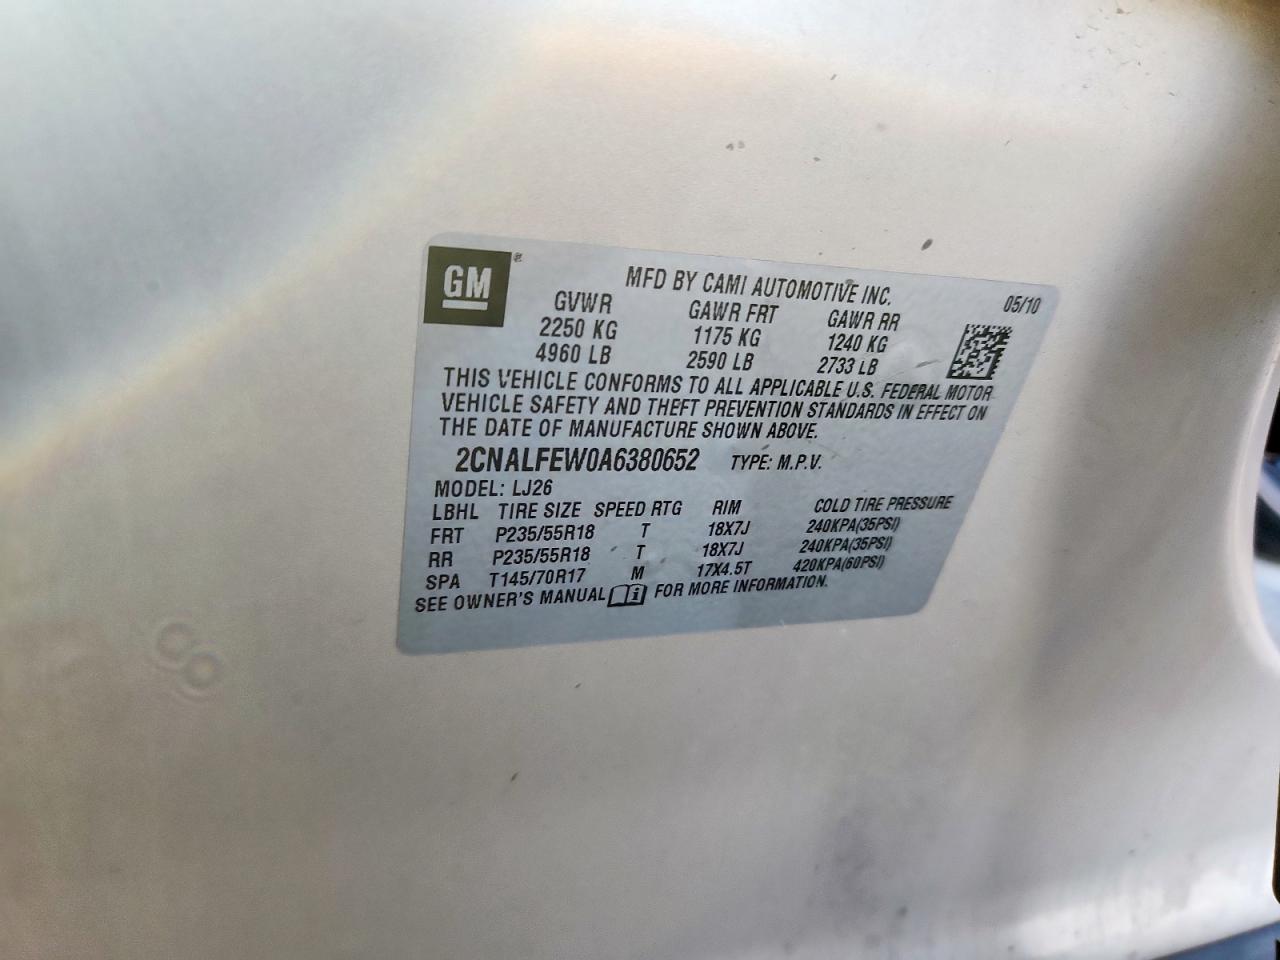 GM®
MFD BY CAMI AUTOMOTIVE INC. 05/10
GVWR GAWR FRT GAWR RR
2250 KG 1175 KG 1240 KG
4960 LB 2590 LB 2733 LB
THIS VEHICLE CONFORMS TO ALL APPLICABLE U.S. FEDERAL MOTOR
VEHICLE SAFETY AND THEFT PREVENTION STANDARDS IN EFFECT ON
THE DATE OF MANUFACTURE SHOWN ABOVE.
2CNALFEW0A6380652 TYPE: M.P.V.
MODEL: LJ26
LBHL TIRE SIZE SPEED RTG RIM COLD TIRE PRESSURE
FRT P235/55R18 T 18X7J 240KPA(35PSI)
RR P235/55R18 T 18X7J 240KPA(35PSI)
SPA T145/70R17 M 17X4.5T 420KPA(60PSI)
SEE OWNER'S MANUAL i FOR MORE INFORMATION.